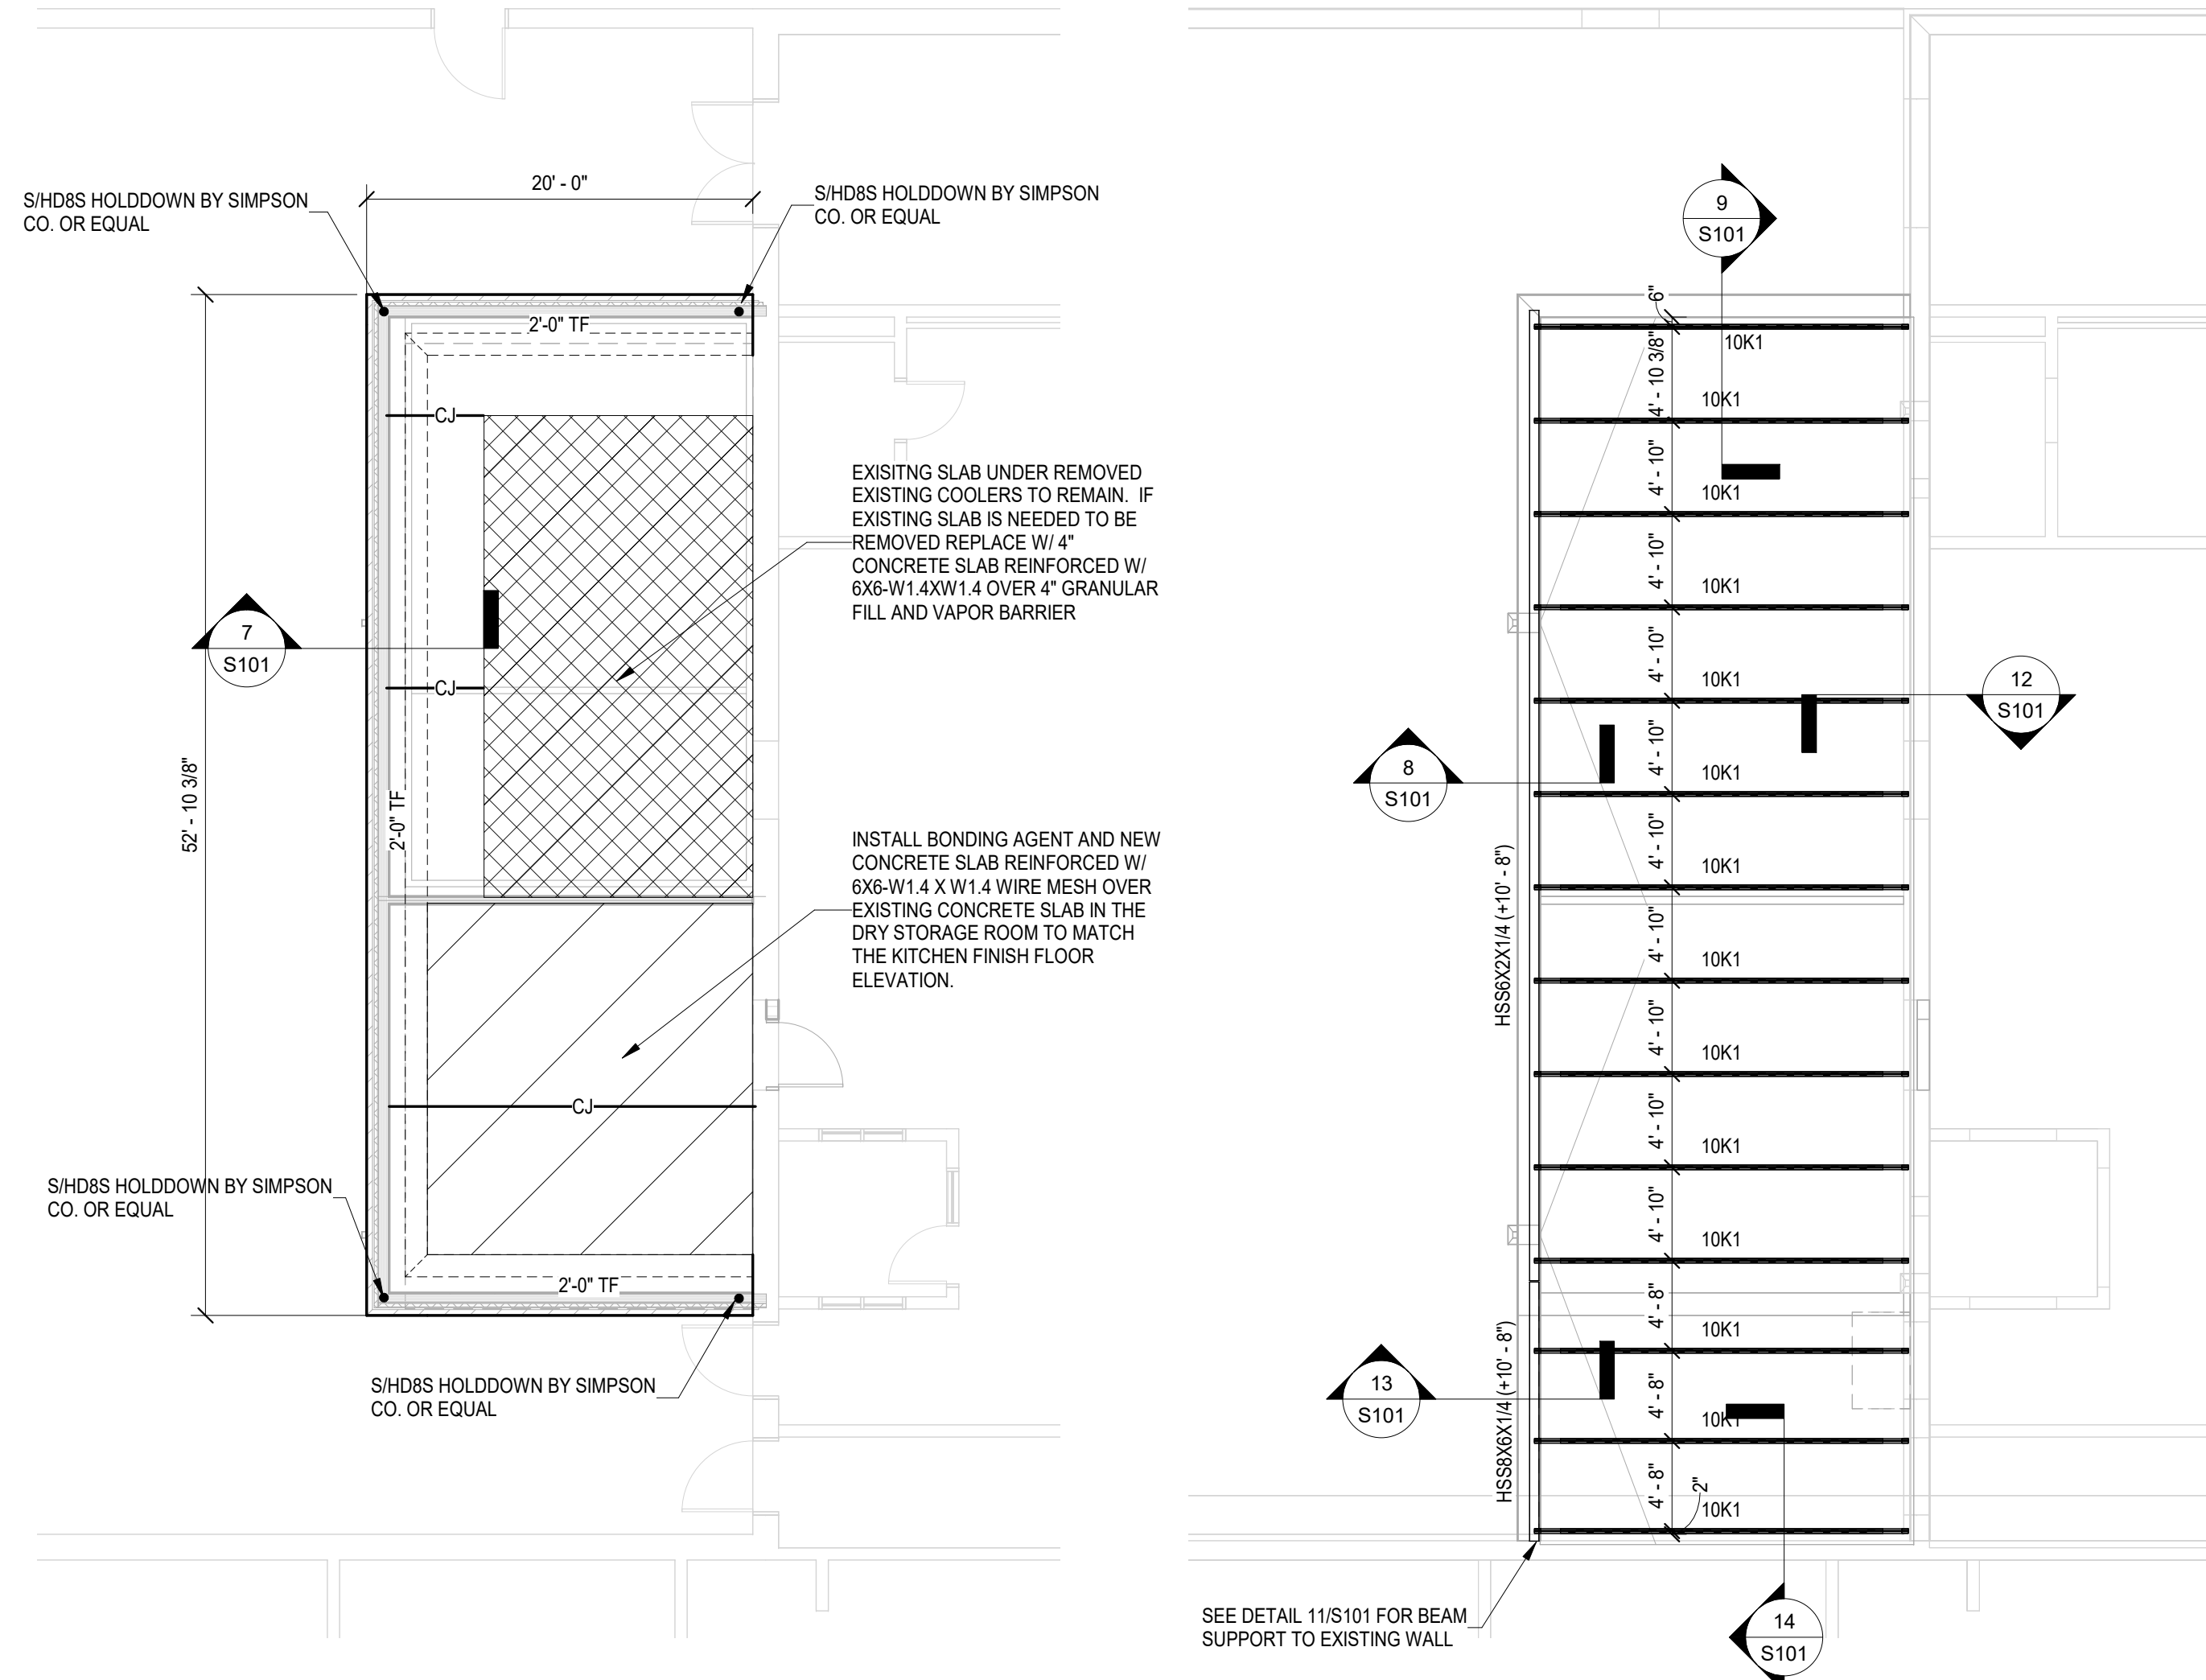 20' - 0"
S/HD8S HOLDDOWN BY SIMPSON
CO. OR EQUAL
S/HD8S HOLDDOWN BY SIMPSON
CO. OR EQUAL
2'-0" TF
CJ
EXISITNG SLAB UNDER REMOVED
EXISTING COOLERS TO REMAIN. IF
EXISTING SLAB IS NEEDED TO BE
REMOVED REPLACE W/ 4"
CONCRETE SLAB REINFORCED W/
6X6-W1.4XW1.4 OVER 4" GRANULAR
FILL AND VAPOR BARRIER
7
S101
CJ
52' - 10 3/8"
2'-0" TF
INSTALL BONDING AGENT AND NEW
CONCRETE SLAB REINFORCED W/
6X6-W1.4 X W1.4 WIRE MESH OVER
EXISTING CONCRETE SLAB IN THE
DRY STORAGE ROOM TO MATCH
THE KITCHEN FINISH FLOOR
ELEVATION.
CJ
S/HD8S HOLDDOWN BY SIMPSON
CO. OR EQUAL
2'-0" TF
S/HD8S HOLDDOWN BY SIMPSON
CO. OR EQUAL
9
S101
6"
10K1
4' - 10 3/8"
10K1
4' - 10"
10K1
4' - 10"
10K1
4' - 10"
10K1
12
S101
4' - 10"
10K1
8
S101
4' - 10"
10K1
HSS6X2X1/4 (+10' - 8")
4' - 10"
10K1
4' - 10"
10K1
4' - 10"
10K1
4' - 10"
10K1
4' - 8"
10K1
HSS8X6X1/4 (+10' - 8")
13
S101
4' - 8"
10K1
4' - 8"
2"
10K1
SEE DETAIL 11/S101 FOR BEAM
SUPPORT TO EXISTING WALL
14
S101